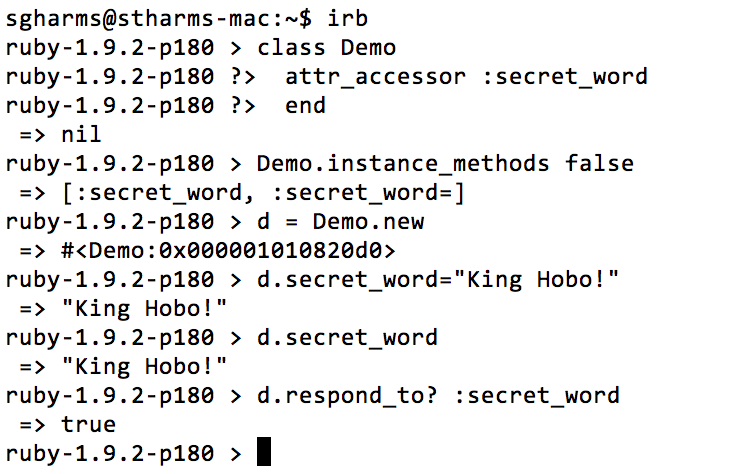 sgharms@stharms-mac:~$ irb
ruby-1.9.2-p180 > class Demo
ruby-1.9.2-p180 ?>  attr_accessor :secret_word
ruby-1.9.2-p180 ?>  end
 => nil
ruby-1.9.2-p180 > Demo.instance_methods false
 => [:secret_word, :secret_word=]
ruby-1.9.2-p180 > d = Demo.new
 => #<Demo:0x000001010820d0>
ruby-1.9.2-p180 > d.secret_word="King Hobo!"
 => "King Hobo!"
ruby-1.9.2-p180 > d.secret_word
 => "King Hobo!"
ruby-1.9.2-p180 > d.respond_to? :secret_word
 => true
ruby-1.9.2-p180 >